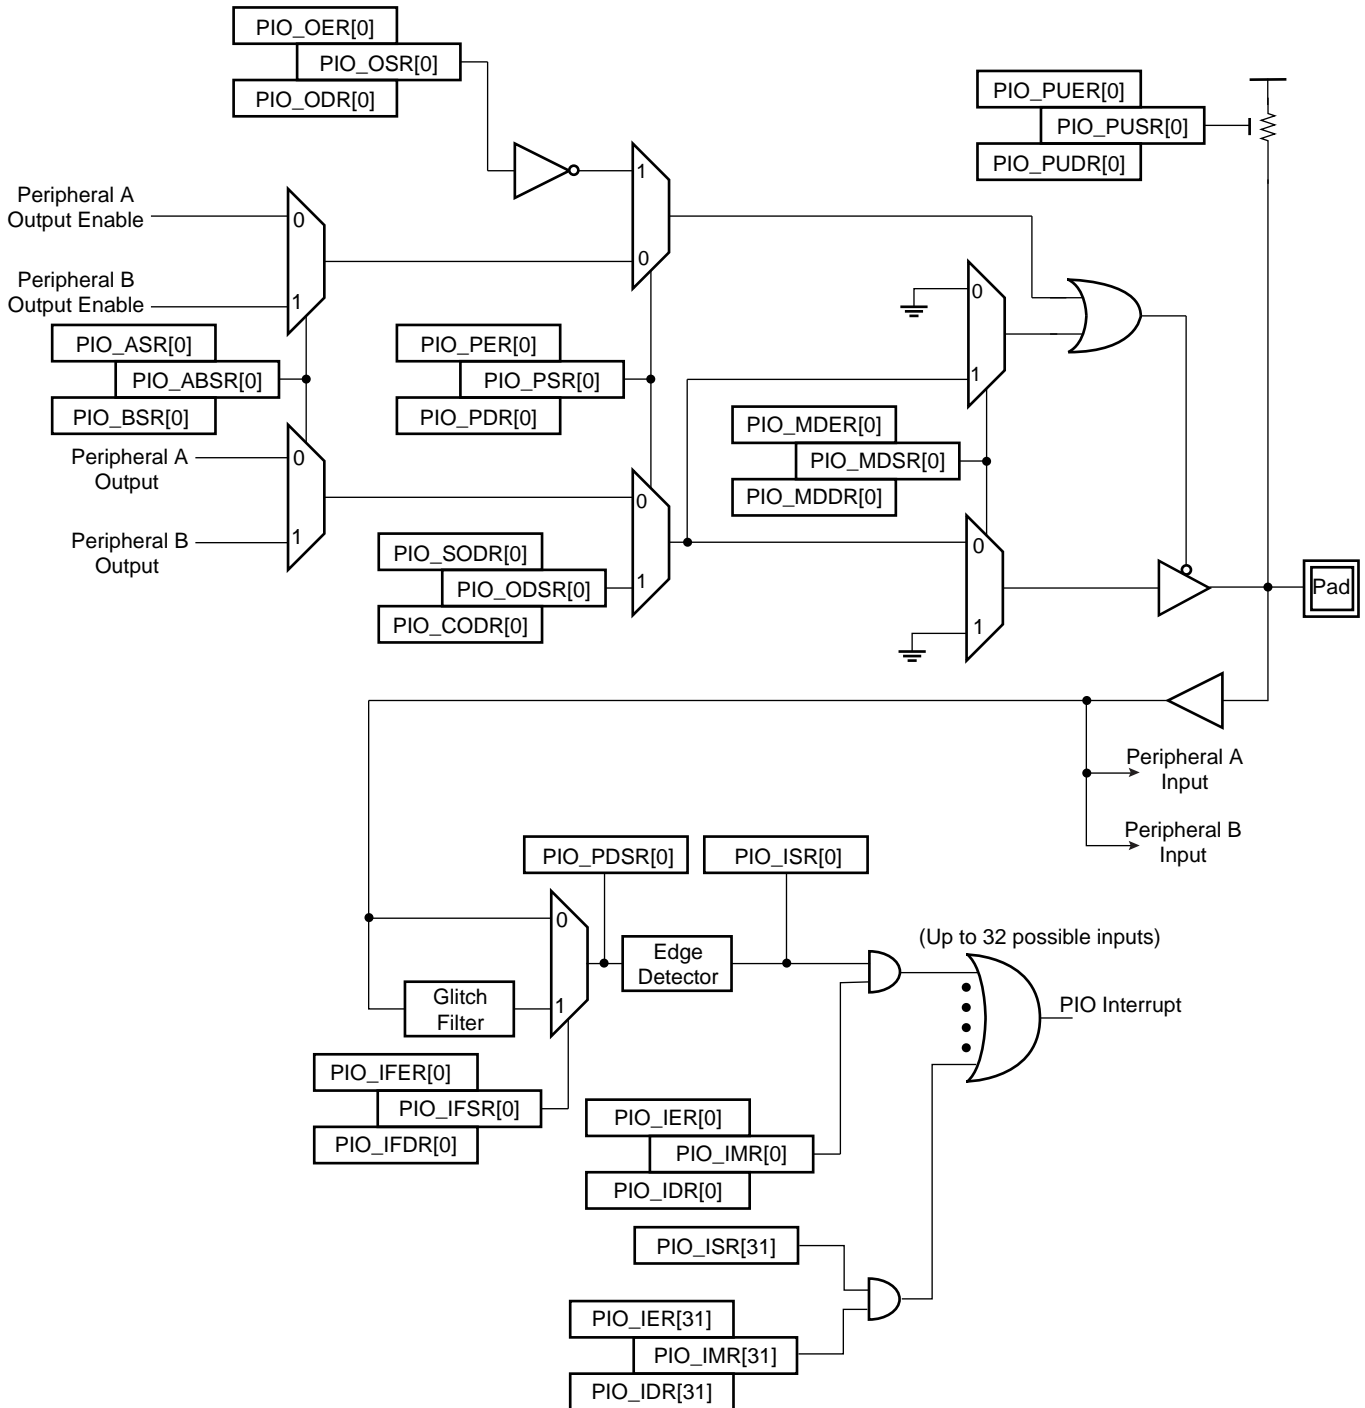 PIO_OER[0]
PIO_OSR[0]
PIO_ODR[0]
PIO_PUER[0]
PIO_PUSR[0]
PIO_PUDR[0]
1
0
Peripheral A
Output Enable
0
Peripheral B
Output Enable
1
0
1
PIO_ASR[0]
PIO_ABSR[0]
PIO_BSR[0]
PIO_PER[0]
PIO_PSR[0]
PIO_PDR[0]
PIO_MDER[0]
PIO_MDSR[0]
PIO_MDDR[0]
Peripheral A
Output
0
Peripheral B
Output
1
0
1
PIO_SODR[0]
PIO_ODSR[0]
PIO_CODR[0]
0
1
Pad
Peripheral A
Input
Peripheral B
Input
PIO_PDSR[0]
PIO_ISR[0]
0
1
Glitch
Filter
Edge
Detector
(Up to 32 possible inputs)
PIO Interrupt
PIO_IFER[0]
PIO_IFSR[0]
PIO_IFDR[0]
PIO_IER[0]
PIO_IMR[0]
PIO_IDR[0]
PIO_ISR[31]
PIO_IER[31]
PIO_IMR[31]
PIO_IDR[31]